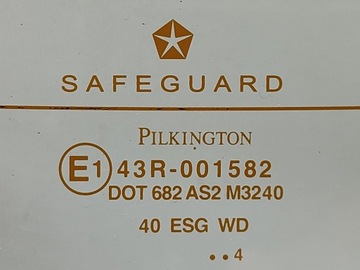 SAFEGUARD
PILKINGTON
E1 43R-001582
DOT 682 AS2 M3240
40 ESG WD
• • 4